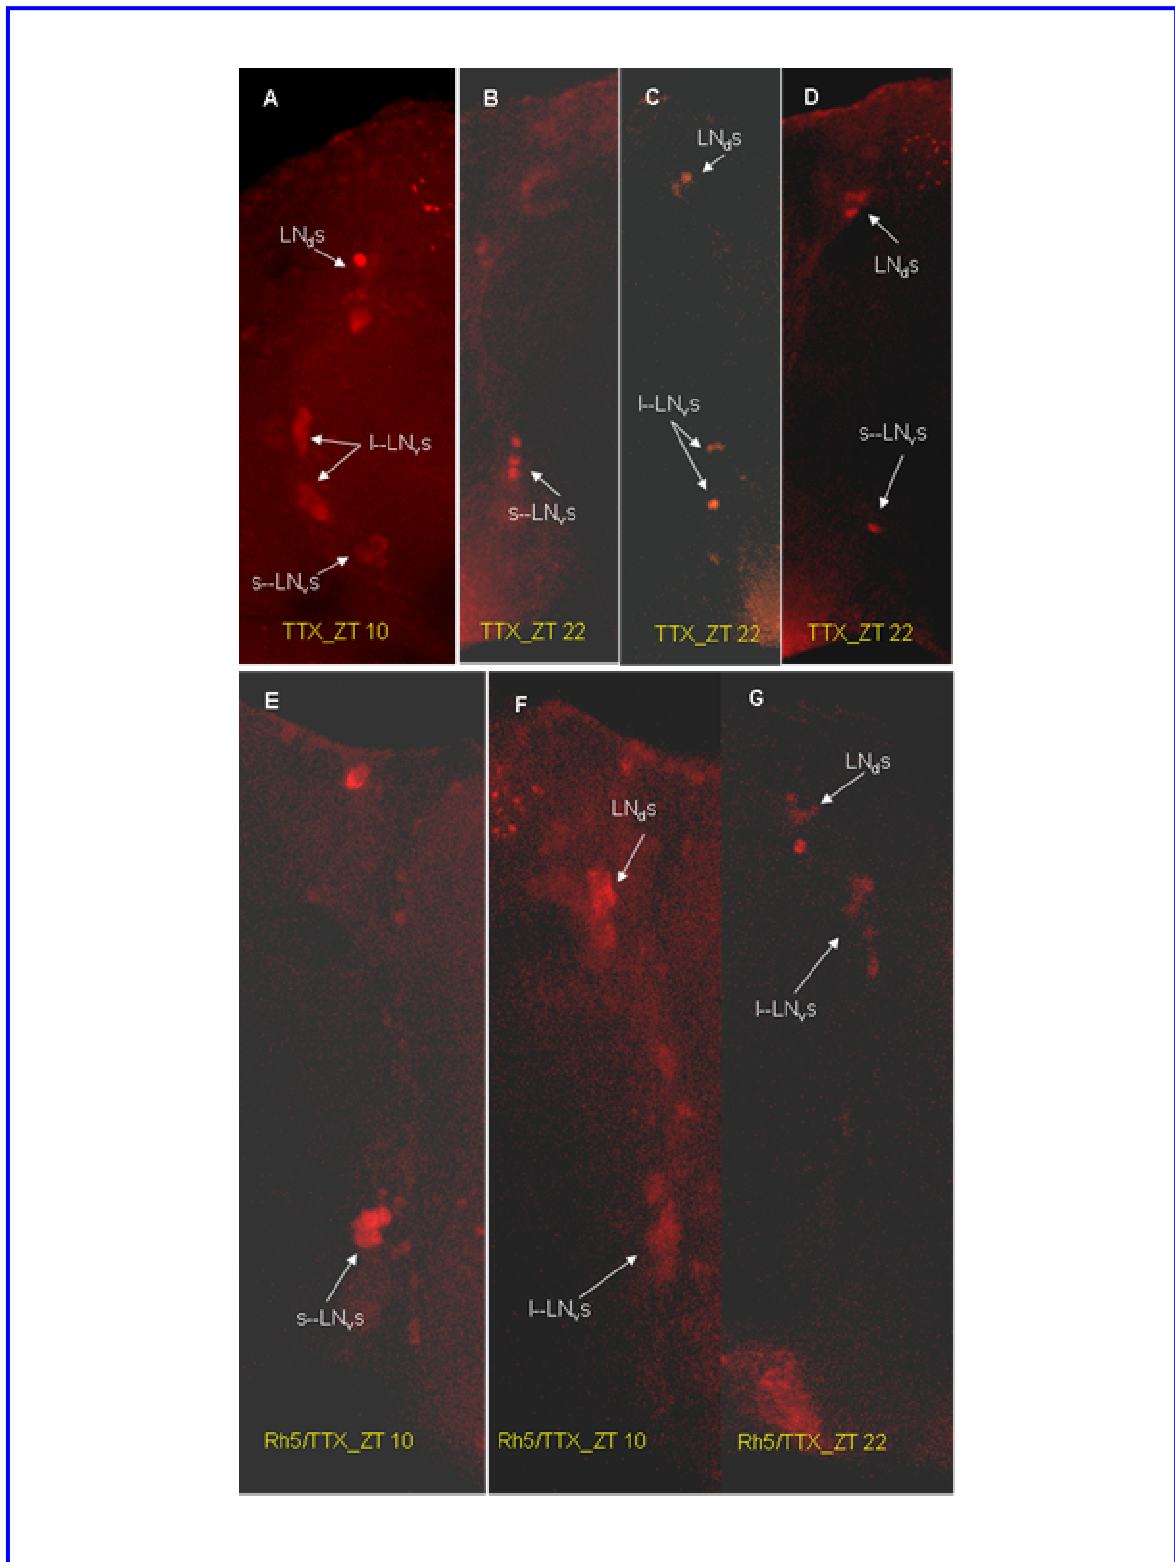 A
LNds
l--LNvs
s--LNvs
TTX_ZT 10
B
s--LNvs
TTX_ZT 22
C
LNds
l--LNvs
TTX_ZT 22
D
LNds
s--LNvs
TTX_ZT 22
E
s--LNvs
Rh5/TTX_ZT 10
F
LNds
l--LNvs
Rh5/TTX_ZT 10
G
LNds
l--LNvs
Rh5/TTX_ZT 22